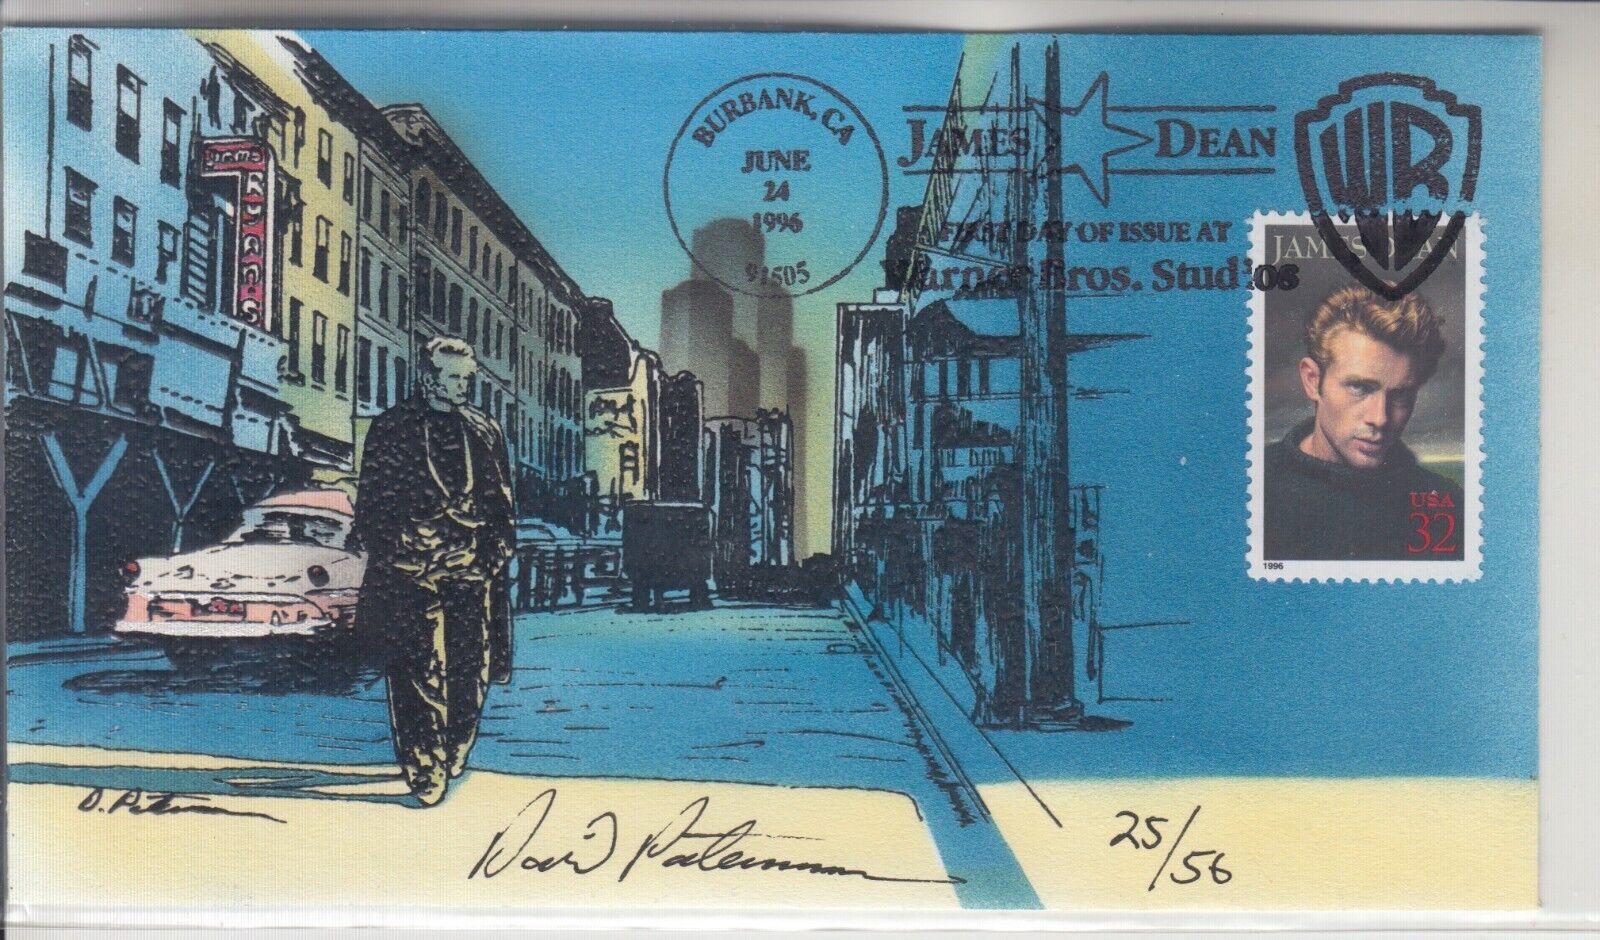 BURBANK, CA
JUNE
24
1996
91505
JAMES DEAN
FIRST DAY OF ISSUE AT
Warner Bros. Studios
WB
JAMES DEAN
USA
32
1996
D. Paterson
David Paterson
25/56